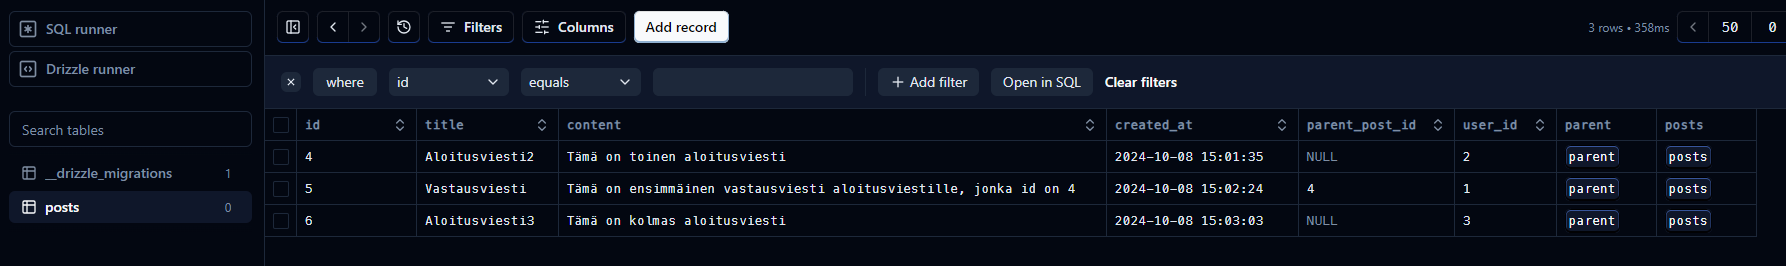 SQL runner
Drizzle runner
Search tables
__drizzle_migrations 1
posts 0
Filters Columns Add record 3 rows • 358ms 50 0
where id equals Add filter Open in SQL Clear filters
id title content created_at parent_post_id user_id parent posts
4 Aloitusviesti2 Tämä on toinen aloitusviesti 2024-10-08 15:01:35 NULL 2 parent posts
5 Vastausviesti Tämä on ensimmäinen vastausviesti aloitusviestille, jonka id on 4 2024-10-08 15:02:24 4 1 parent posts
6 Aloitusviesti3 Tämä on kolmas aloitusviesti 2024-10-08 15:03:03 NULL 3 parent posts